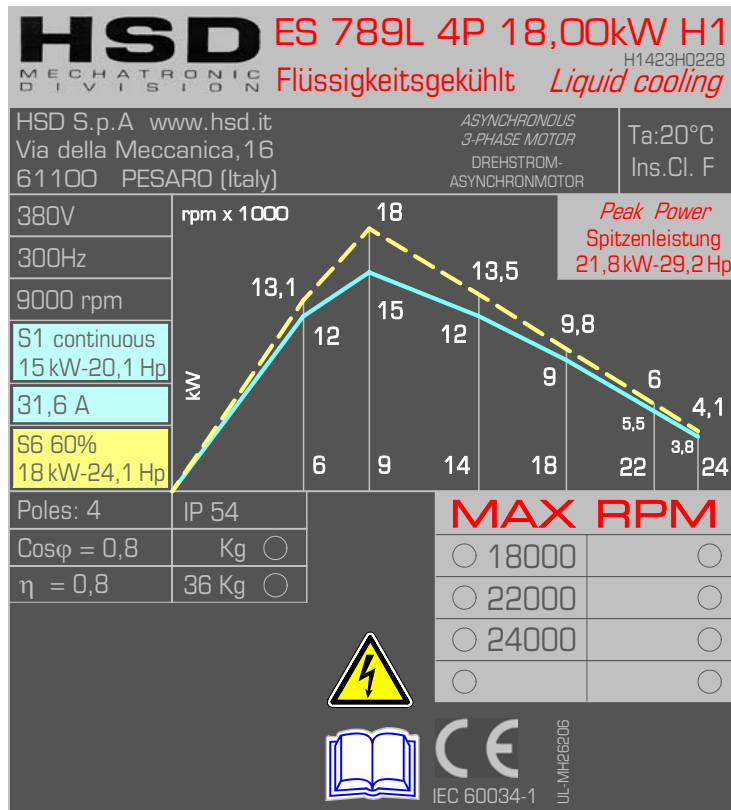 HSD ES 789L 4P 18,00kW H1
H1423H0228
MECHATRONIC
DIVISION
Flüssigkeitsgekühlt Liquid cooling
HSD S.p.A www.hsd.it
Via della Meccanica,16
61100 PESARO (Italy)
ASYNCHRONOUS
3-PHASE MOTOR
DREHSTROM-
ASYNCHRONMOTOR
Ta:20°C
Ins.Cl. F
380V
300Hz
9000 rpm
S1 continuous
15 kW-20,1 Hp
31,6 A
S6 60%
18 kW-24,1 Hp
rpm x 1000
kW
Peak Power
Spitzenleistung
21,8 kW-29,2 Hp
18
13,1
13,5
9,8
6
4,1
12
15
12
9
5,5
3,8
6
9
14
18
22
24
Poles: 4
IP 54
Cosφ = 0,8
Kg
η = 0,8
36 Kg
MAX RPM
18000
22000
24000
IEC 60034-1
CE
UL-MH26206